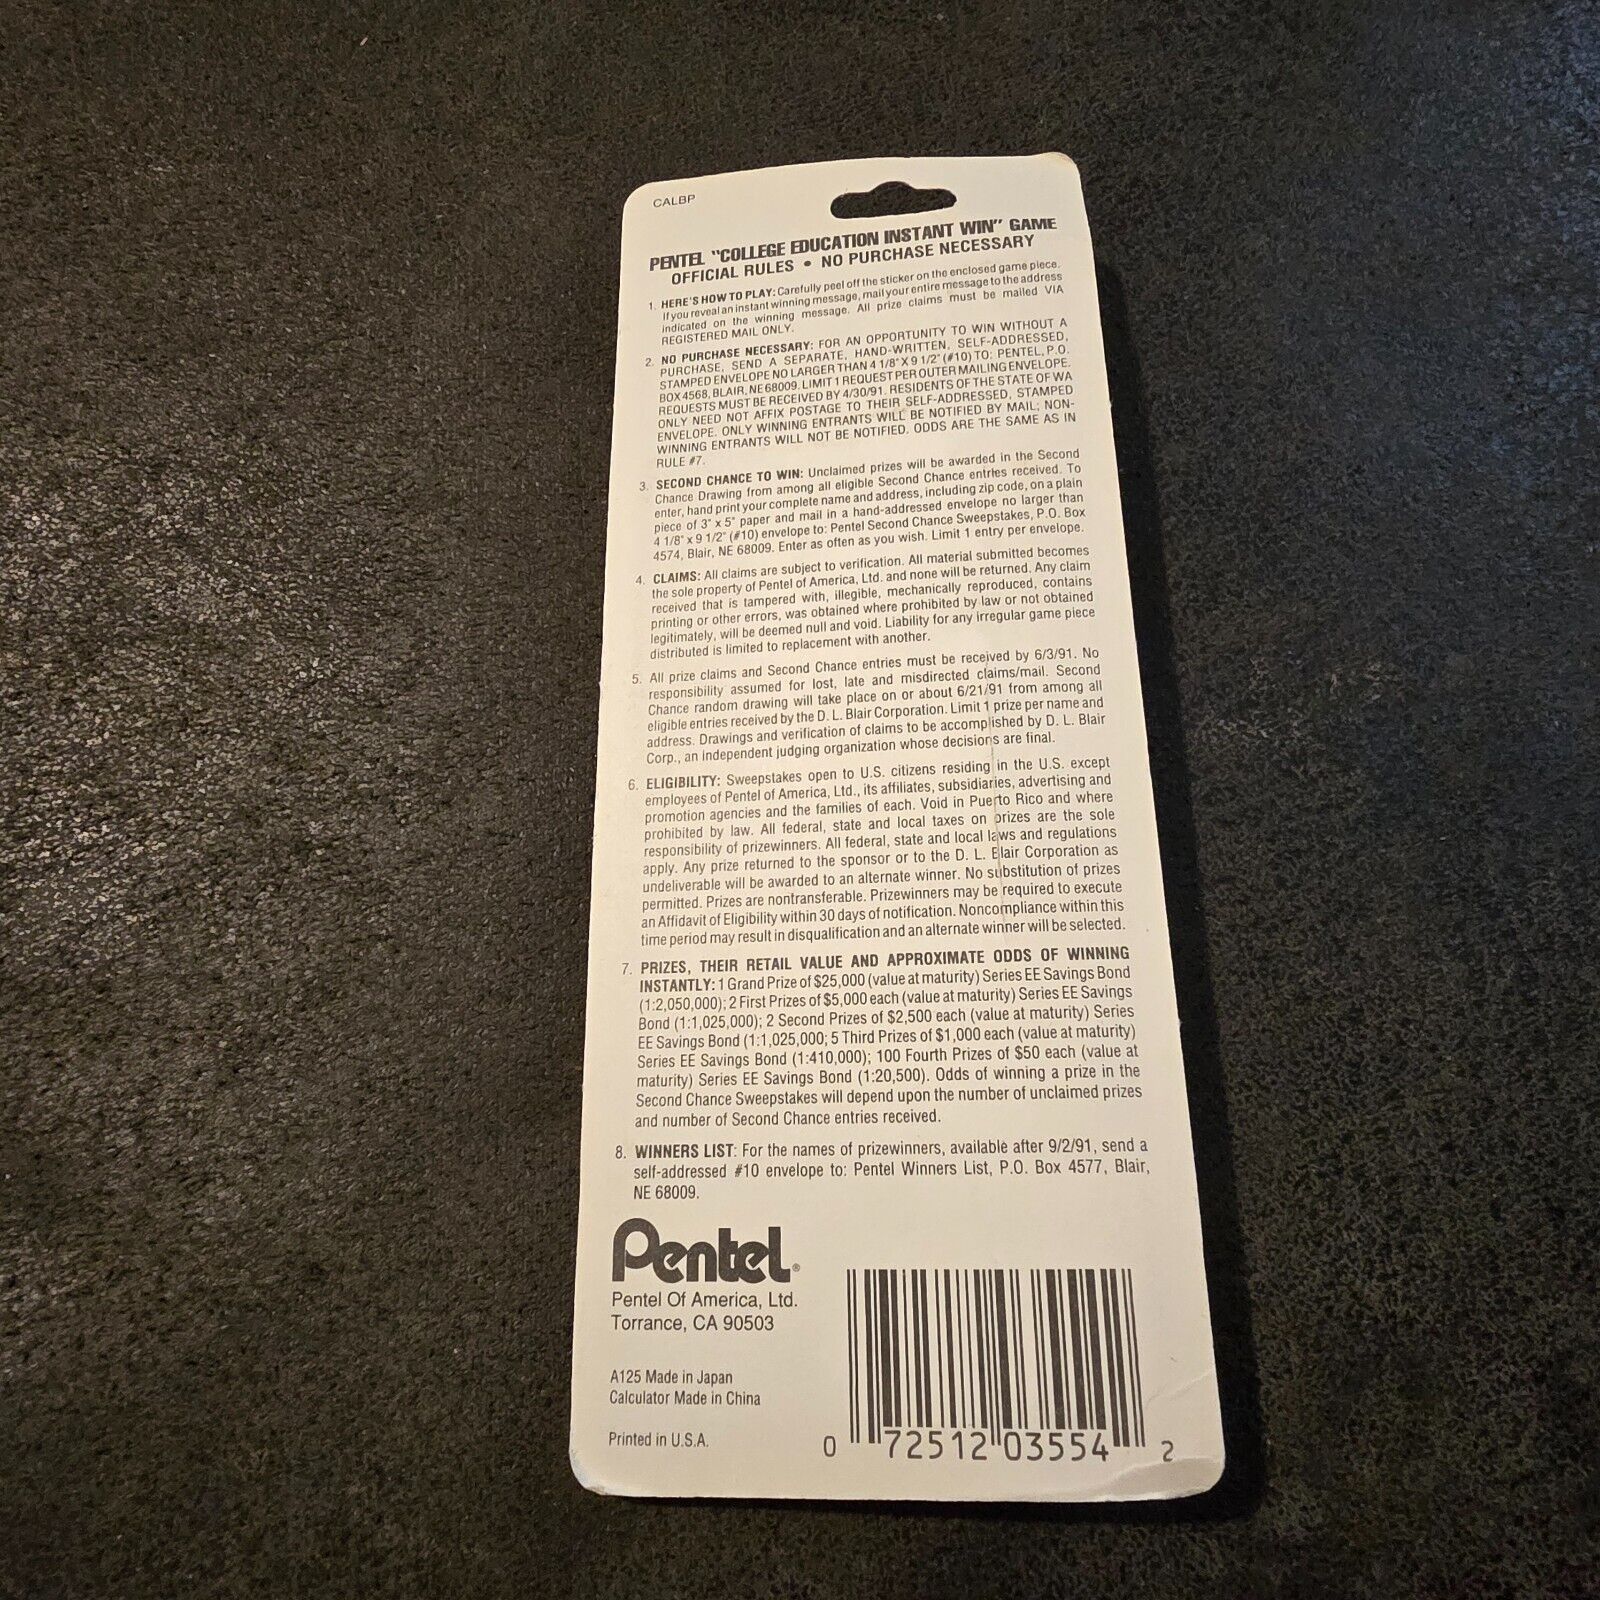 CALBP
PENTEL "COLLEGE EDUCATION INSTANT WIN" GAME
OFFICIAL RULES • NO PURCHASE NECESSARY
1. HERE'S HOW TO PLAY: Carefully peel off the sticker on the enclosed game piece.
If you reveal an instant winning message, mail your entire message to the address
indicated on the winning message. All prize claims must be mailed VIA
REGISTERED MAIL ONLY.
2. NO PURCHASE NECESSARY: FOR AN OPPORTUNITY TO WIN WITHOUT A
PURCHASE, SEND A SEPARATE, HAND-WRITTEN, SELF-ADDRESSED,
STAMPED ENVELOPE NO LARGER THAN 4 1/8" X 9 1/2" (#10) TO: PENTEL, P.O.
BOX 4568, BLAIR, NE 68009. LIMIT 1 REQUEST PER OUTER MAILING ENVELOPE.
REQUESTS MUST BE RECEIVED BY 4/30/91. RESIDENTS OF THE STATE OF WA
ONLY NEED NOT AFFIX POSTAGE TO THEIR SELF-ADDRESSED, STAMPED
ENVELOPE. ONLY WINNING ENTRANTS WILL BE NOTIFIED BY MAIL; NON-
WINNING ENTRANTS WILL NOT BE NOTIFIED. ODDS ARE THE SAME AS IN
RULE #7.
3. SECOND CHANCE TO WIN: Unclaimed prizes will be awarded in the Second
Chance Drawing from among all eligible Second Chance entries received. To
enter, hand print your complete name and address, including zip code, on a plain
piece of 3" x 5" paper and mail in a hand-addressed envelope no larger than
4 1/8" x 9 1/2" (#10) envelope to: Pentel Second Chance Sweepstakes, P.O. Box
4574, Blair, NE 68009. Enter as often as you wish. Limit 1 entry per envelope.
4. CLAIMS: All claims are subject to verification. All material submitted becomes
the sole property of Pentel of America, Ltd. and none will be returned. Any claim
received that is tampered with, illegible, mechanically reproduced, contains
printing or other errors, was obtained where prohibited by law or not obtained
legitimately, will be deemed null and void. Liability for any irregular game piece
distributed is limited to replacement with another.
5. All prize claims and Second Chance entries must be received by 6/3/91. No
responsibility assumed for lost, late and misdirected claims/mail. Second
Chance random drawing will take place on or about 6/21/91 from among all
eligible entries received by the D. L. Blair Corporation. Limit 1 prize per name and
address. Drawings and verification of claims to be accomplished by D. L. Blair
Corp., an independent judging organization whose decisions are final.
6. ELIGIBILITY: Sweepstakes open to U.S. citizens residing in the U.S. except
employees of Pentel of America, Ltd., its affiliates, subsidiaries, advertising and
promotion agencies and the families of each. Void in Puerto Rico and where
prohibited by law. All federal, state and local taxes on prizes are the sole
responsibility of prizewinners. All federal, state and local laws and regulations
apply. Any prize returned to the sponsor or to the D. L. Blair Corporation as
undeliverable will be awarded to an alternate winner. No substitution of prizes
permitted. Prizes are nontransferable. Prizewinners may be required to execute
an Affidavit of Eligibility within 30 days of notification. Noncompliance within this
time period may result in disqualification and an alternate winner will be selected.
7. PRIZES, THEIR RETAIL VALUE AND APPROXIMATE ODDS OF WINNING
INSTANTLY: 1 Grand Prize of $25,000 (value at maturity) Series EE Savings Bond
(1:2,050,000); 2 First Prizes of $5,000 each (value at maturity) Series EE Savings
Bond (1:1,025,000); 2 Second Prizes of $2,500 each (value at maturity) Series
EE Savings Bond (1:1,025,000; 5 Third Prizes of $1,000 each (value at maturity)
Series EE Savings Bond (1:410,000); 100 Fourth Prizes of $50 each (value at
maturity) Series EE Savings Bond (1:20,500). Odds of winning a prize in the
Second Chance Sweepstakes will depend upon the number of unclaimed prizes
and number of Second Chance entries received.
8. WINNERS LIST: For the names of prizewinners, available after 9/2/91, send a
self-addressed #10 envelope to: Pentel Winners List, P.O. Box 4577, Blair,
NE 68009.
Pentel®
Pentel Of America, Ltd.
Torrance, CA 90503
A125 Made in Japan
Calculator Made in China
Printed in U.S.A.
0 72512 03554 2